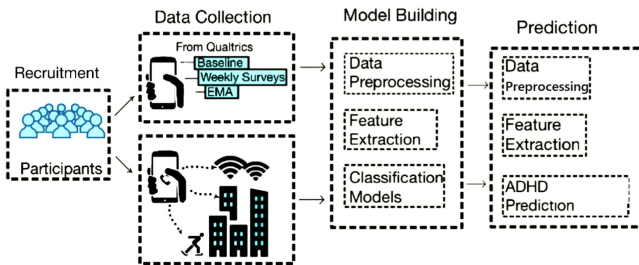 Recruitment
Participants
Data Collection
From Qualtrics
Baseline
Weekly Surveys
EMA
Model Building
Data
Preprocessing
Feature
Extraction
Classification
Models
Prediction
Data
Preprocessing
Feature
Extraction
ADHD
Prediction